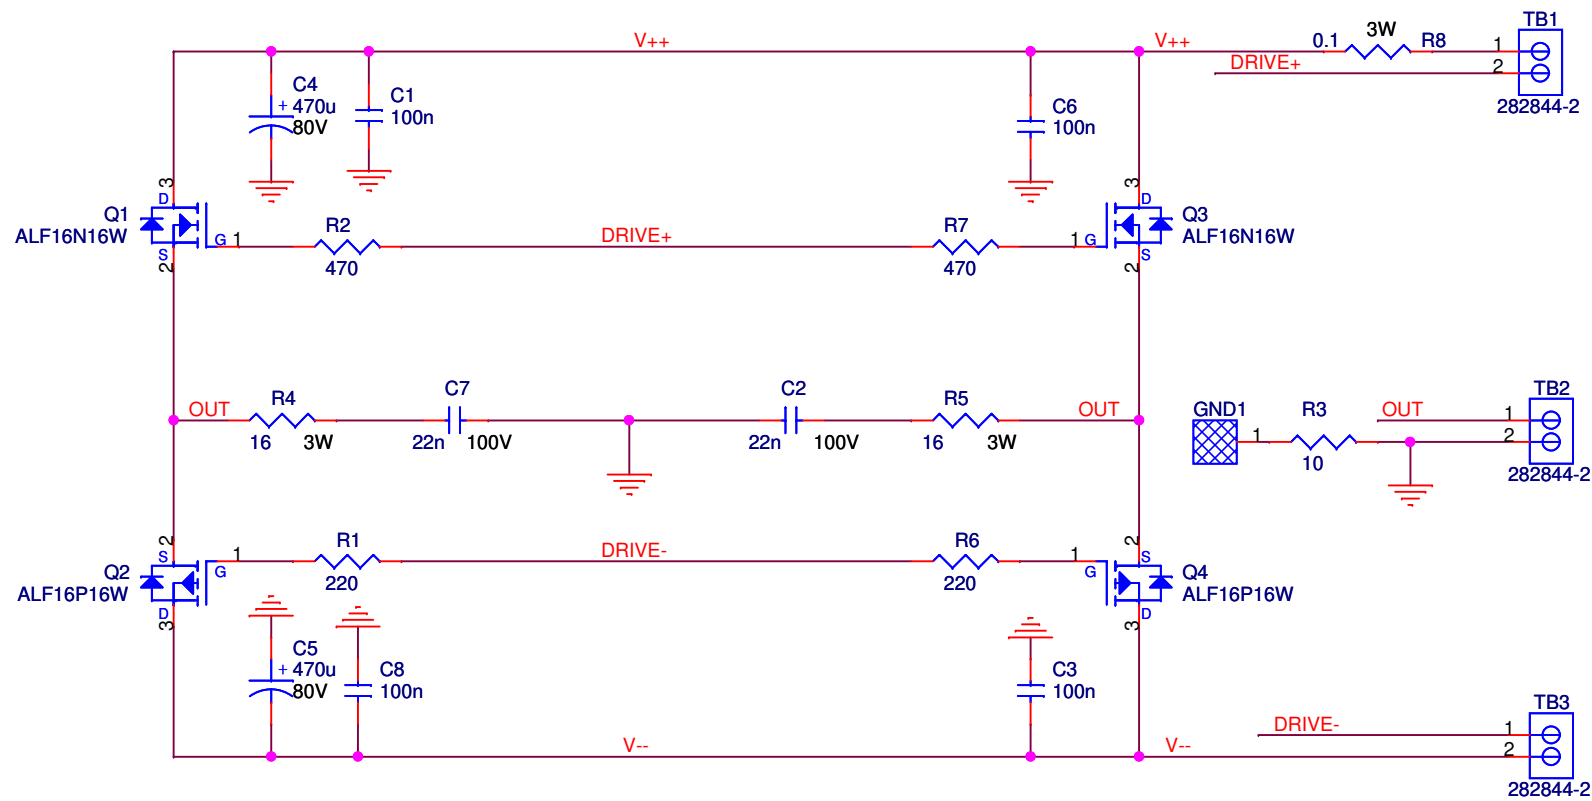 TB1
V++
V++
0.1
3W
R8
1
DRIVE+
2
282844-2
C4
+ 470u
80V
C1
100n
C6
100n
3
D
Q1
ALF16N16W
G
1
S
2
R2
470
DRIVE+
R7
470
3
D
Q3
ALF16N16W
1
G
S
2
OUT
R4
16
3W
C7
22n
100V
C2
22n
100V
R5
16
3W
OUT
GND1
1
R3
10
OUT
TB2
1
2
282844-2
2
S
Q2
ALF16P16W
1
G
D
3
R1
220
DRIVE-
R6
220
2
S
1
G
Q4
ALF16P16W
D
3
C5
+ 470u
80V
C8
100n
C3
100n
V--
V--
DRIVE-
TB3
1
2
282844-2